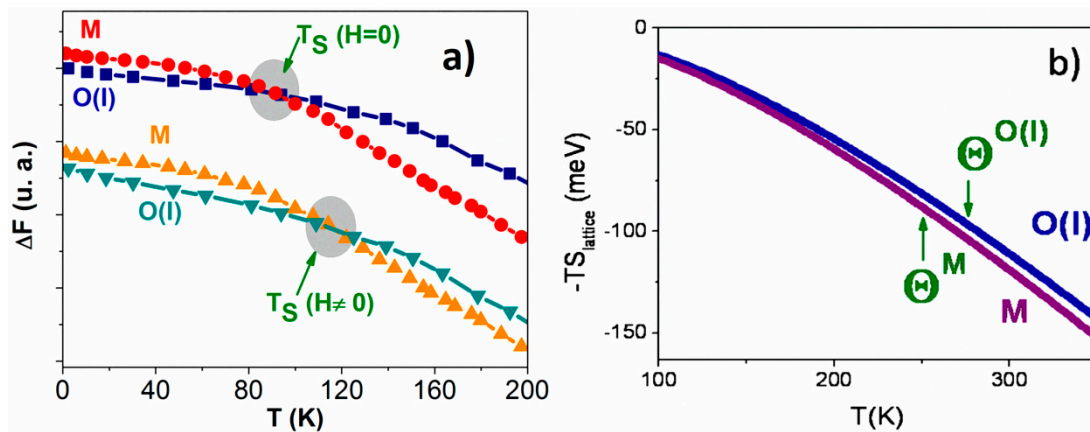 M
T_S (H=0)
a)
O(I)
M
O(I)
T_S (H≠ 0)
ΔF (u. a.)
0 40 80 120 160 200
T (K)
b)
0
-50
-100
-150
-TS_lattice (meV)
Θ^O(I)
O(I)
Θ^M
M
100 200 300
T(K)